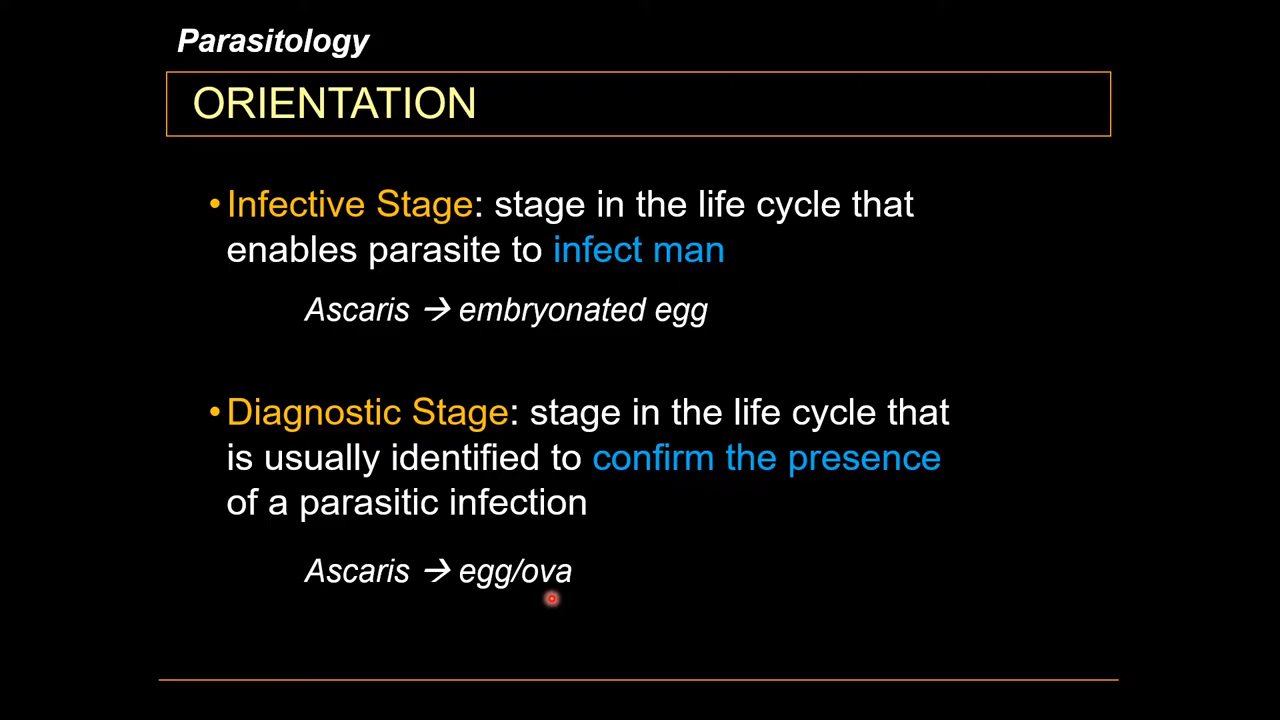 Parasitology
ORIENTATION
•Infective Stage: stage in the life cycle that
enables parasite to infect man
Ascaris → embryonated egg
•Diagnostic Stage: stage in the life cycle that
is usually identified to confirm the presence
of a parasitic infection
Ascaris → egg/ova